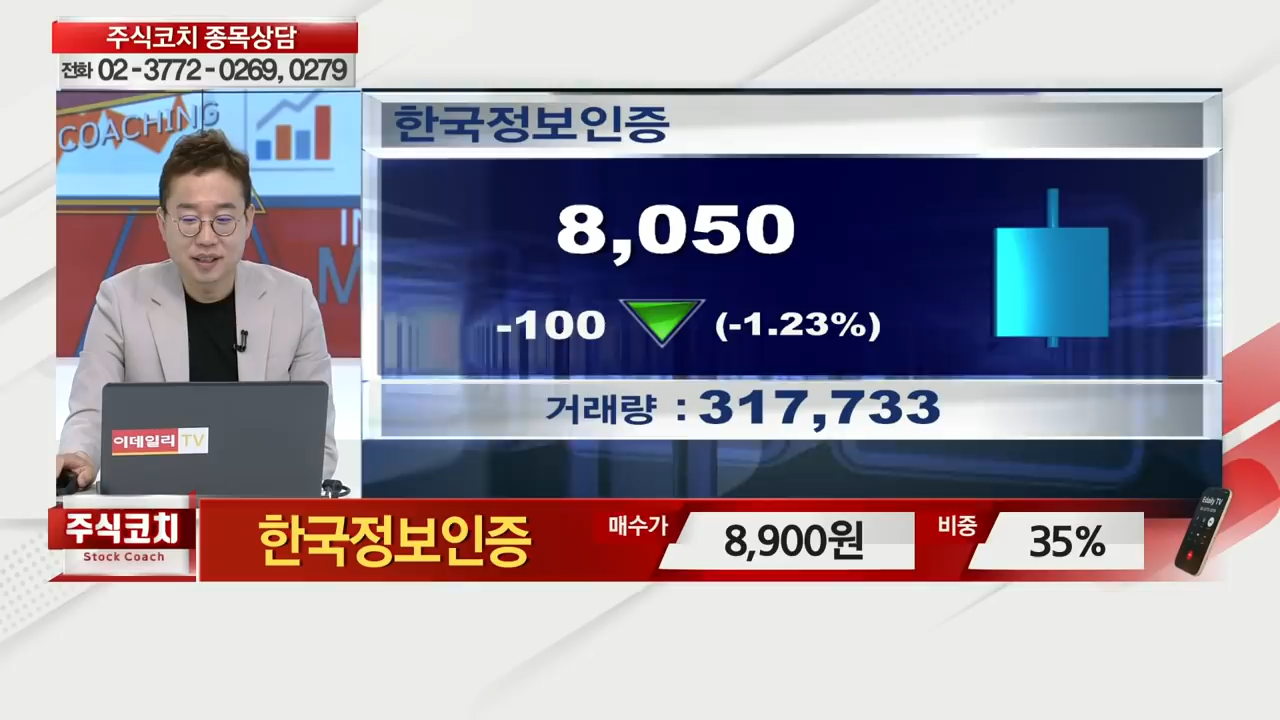 주식코치 종목상담
전화 02-3772-0269, 0279
COACHING
한국정보인증
8,050
-100 (-1.23%)
거래량 : 317,733
이데일리 TV
주식코치
Stock Coach
한국정보인증
매수가 8,900원
비중 35%
Edaily TV